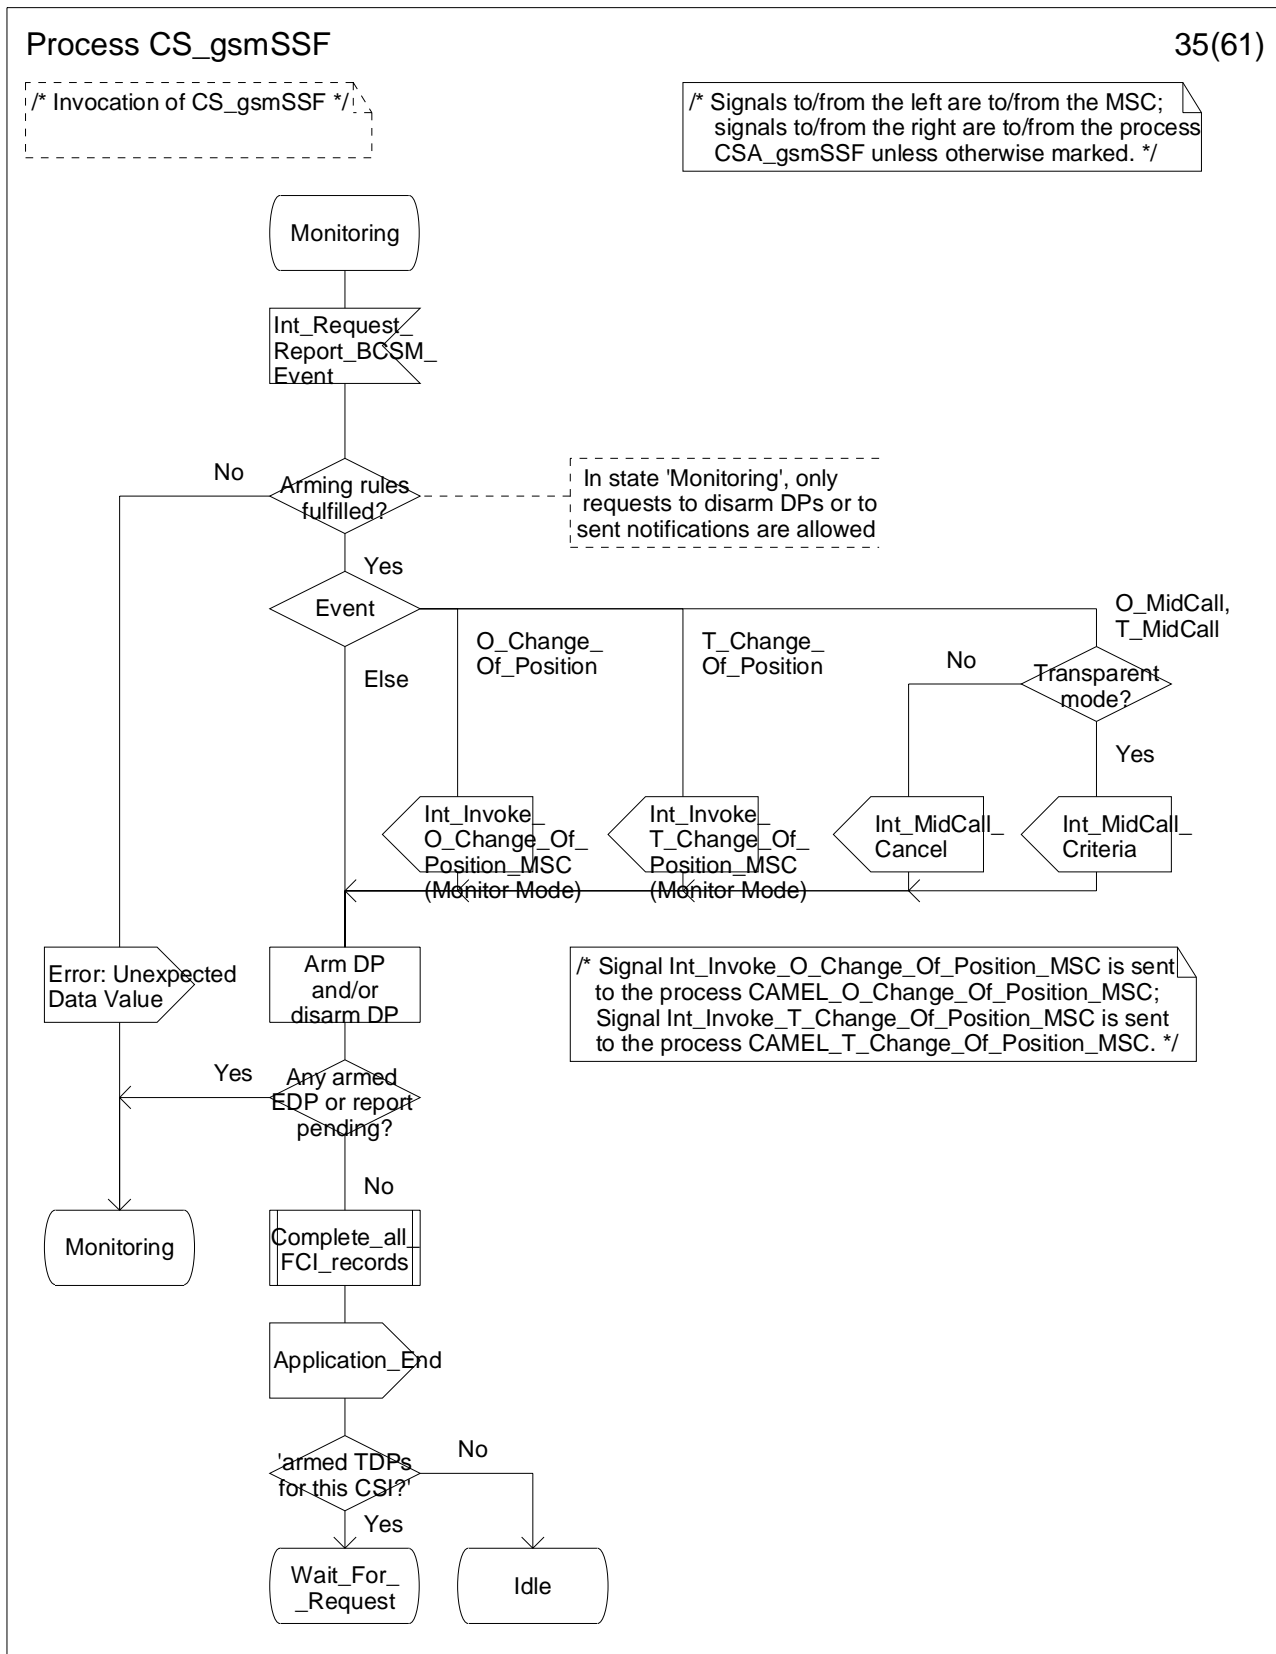 Process CS_gsmSSF
35(61)
/* Invocation of CS_gsmSSF */
/* Signals to/from the left are to/from the MSC;
signals to/from the right are to/from the process
CSA_gsmSSF unless otherwise marked. */
Monitoring
Int_Request_
Report_BCSM_
Event
No
Arming rules
fulfilled?
In state 'Monitoring', only
requests to disarm DPs or to
sent notifications are allowed
Yes
Event
O_Change_
Of_Position
T_Change_
Of_Position
O_MidCall,
T_MidCall
Else
No
Transparent
mode?
Yes
Int_Invoke_
O_Change_Of_
Position_MSC
(Monitor Mode)
Int_Invoke_
T_Change_Of_
Position_MSC
(Monitor Mode)
Int_MidCall_
Cancel
Int_MidCall_
Criteria
Error: Unexpected
Data Value
Arm DP
and/or
disarm DP
/* Signal Int_Invoke_O_Change_Of_Position_MSC is sent
to the process CAMEL_O_Change_Of_Position_MSC;
Signal Int_Invoke_T_Change_Of_Position_MSC is sent
to the process CAMEL_T_Change_Of_Position_MSC. */
Yes
Any armed
EDP or report
pending?
No
Monitoring
Complete_all_
FCI_records
Application_End
'armed TDPs
for this CSI?'
No
Yes
Wait_For_
_Request
Idle